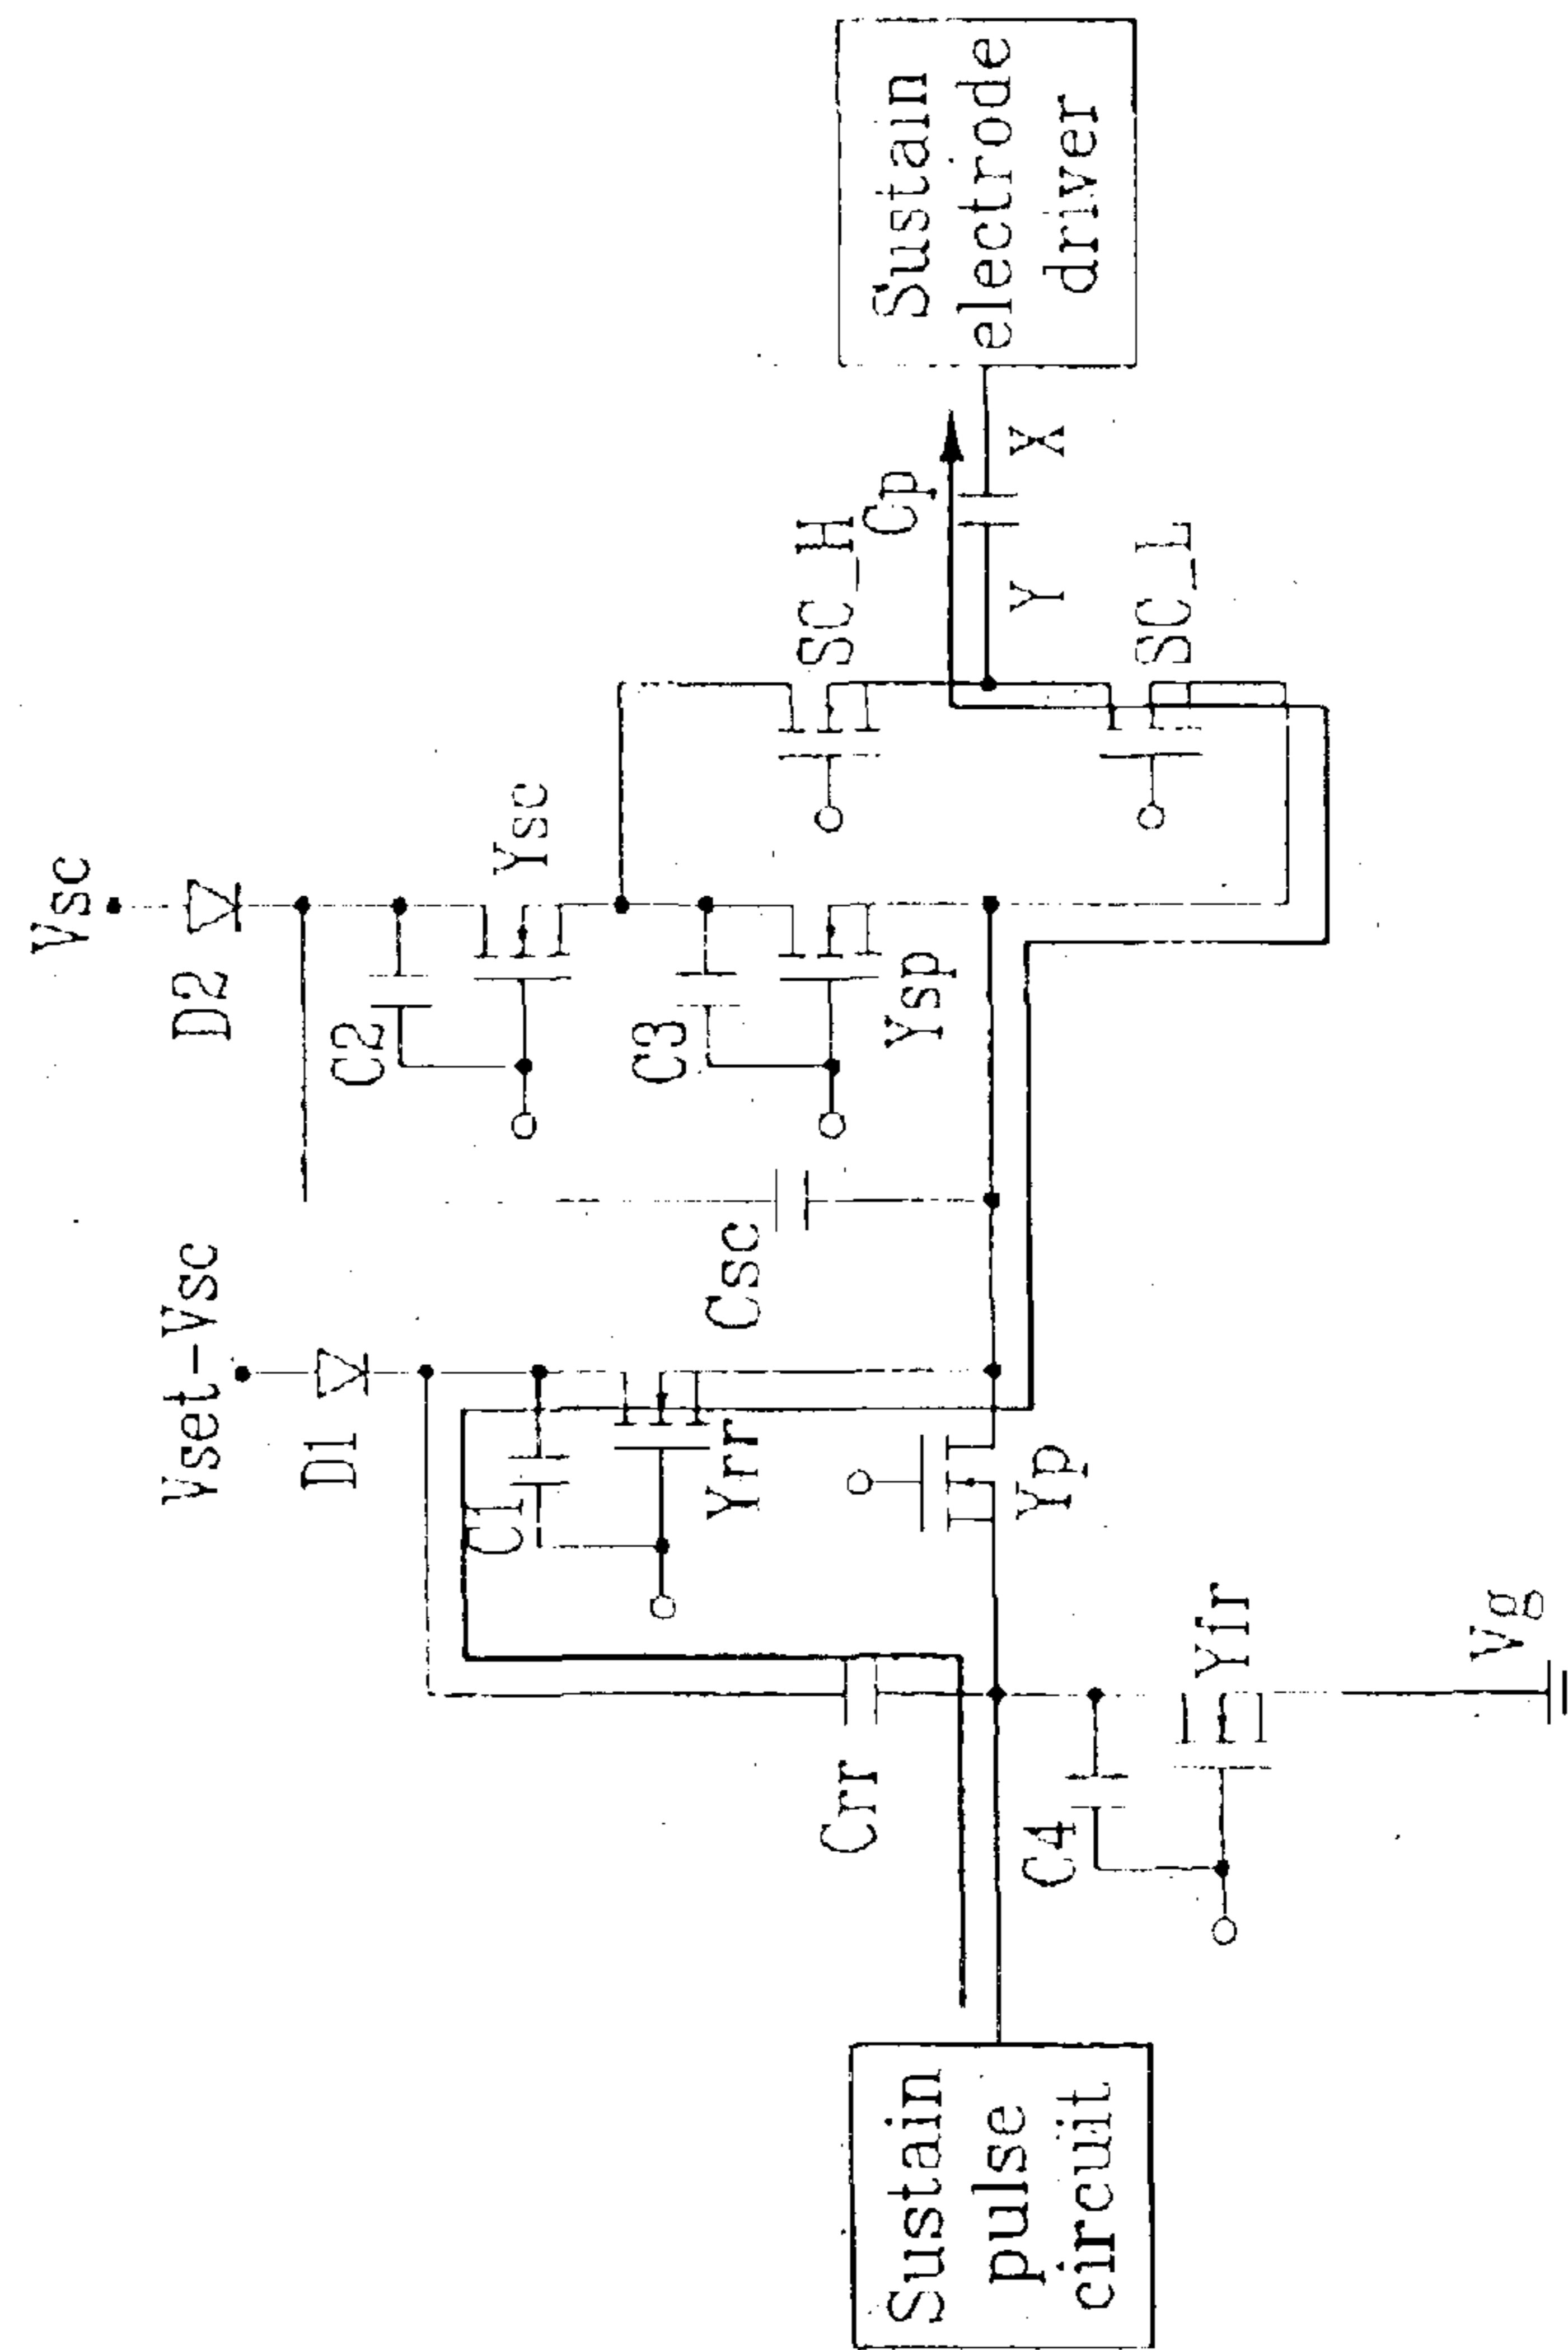 Vset-Vsc
Vsc
D1
D2
C1
C2
Ysc
Yrr
Csc
C3
Ysp
SC_H
Crr
Cp
Sustain
pulse
circuit
Yp
Y
X
Sustain
electrode
driver
C4
Yfr
SC_L
Vg